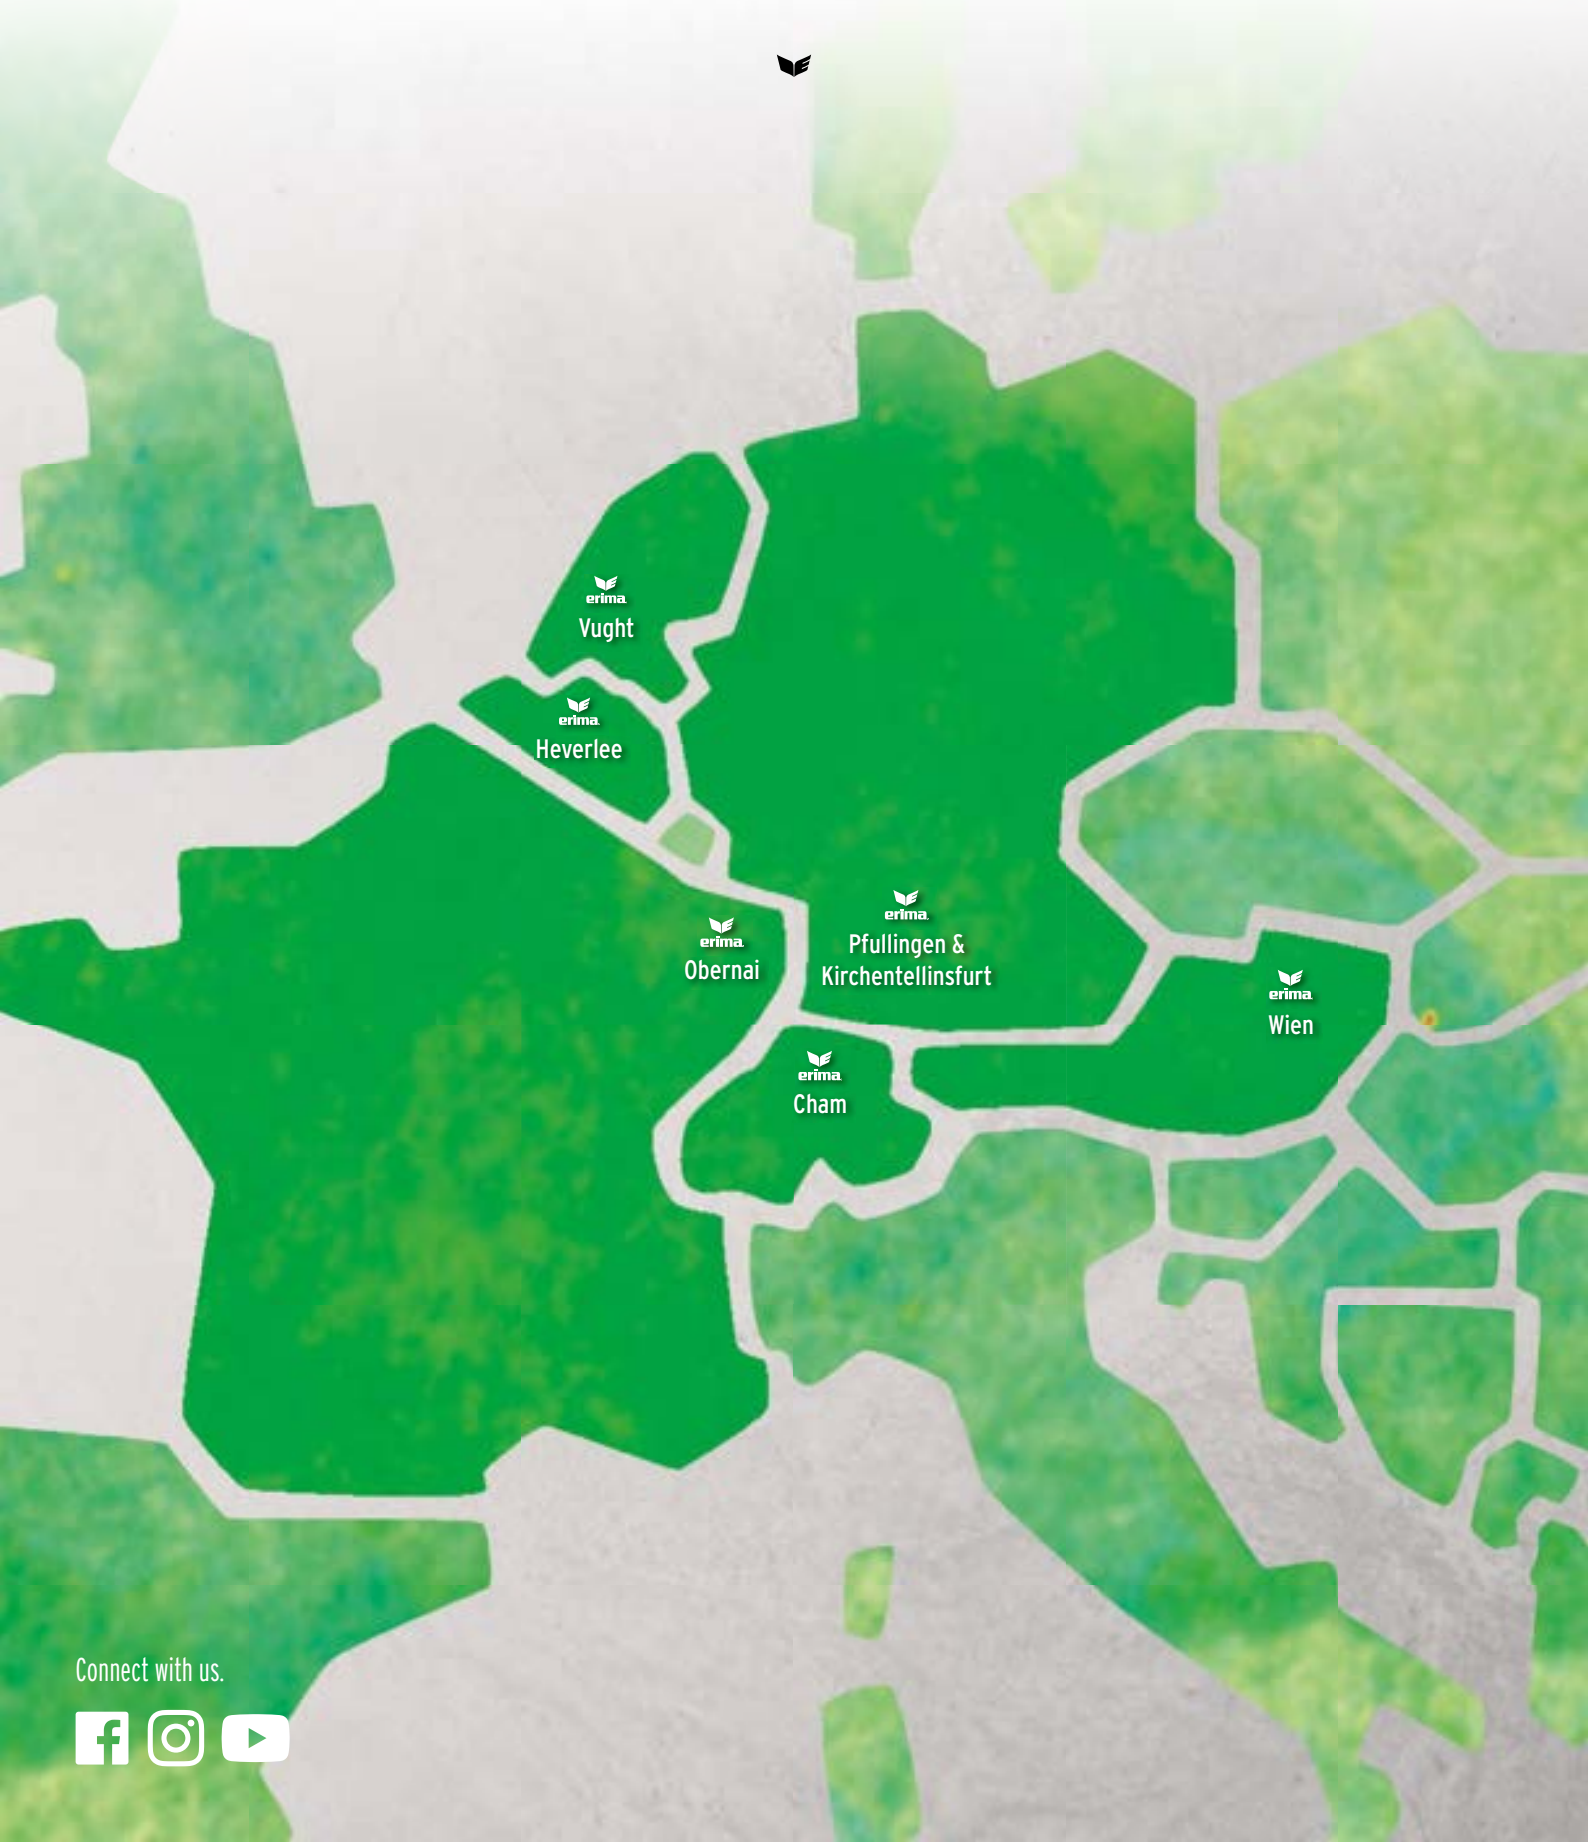 erima
Vught
erima
Heverlee
erima
Obernai
erima
Pfullingen &
Kirchentellinsfurt
erima
Wien
erima
Cham
Connect with us.